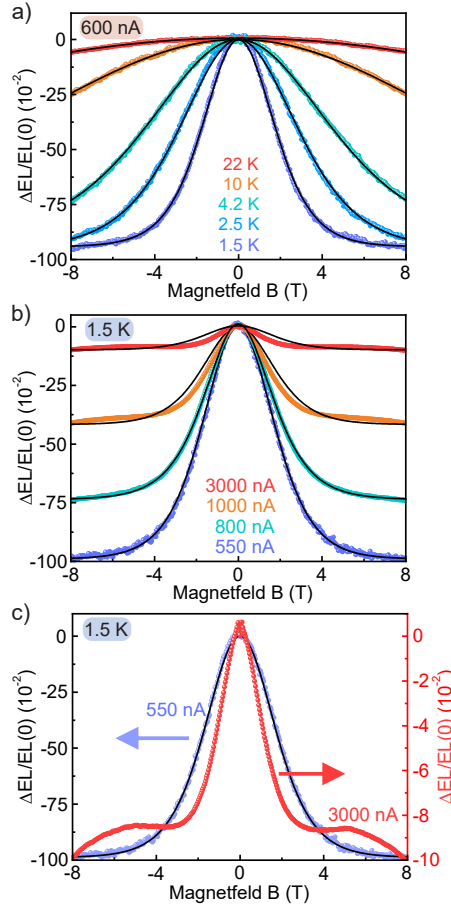 a)
600 nA
ΔEL/EL(0) (10⁻²)
0
-25
-50
-75
-100
22 K
10 K
4.2 K
2.5 K
1.5 K
-8 -4 0 4 8
Magnetfeld B (T)
b)
1.5 K
ΔEL/EL(0) (10⁻²)
0
-25
-50
-75
-100
3000 nA
1000 nA
800 nA
550 nA
-8 -4 0 4 8
Magnetfeld B (T)
c)
1.5 K
ΔEL/EL(0) (10⁻²)
0
-25
-50
-75
-100
550 nA
3000 nA
0
-2
-4
-6
-8
-10
ΔEL/EL(0) (10⁻²)
-8 -4 0 4 8
Magnetfeld B (T)